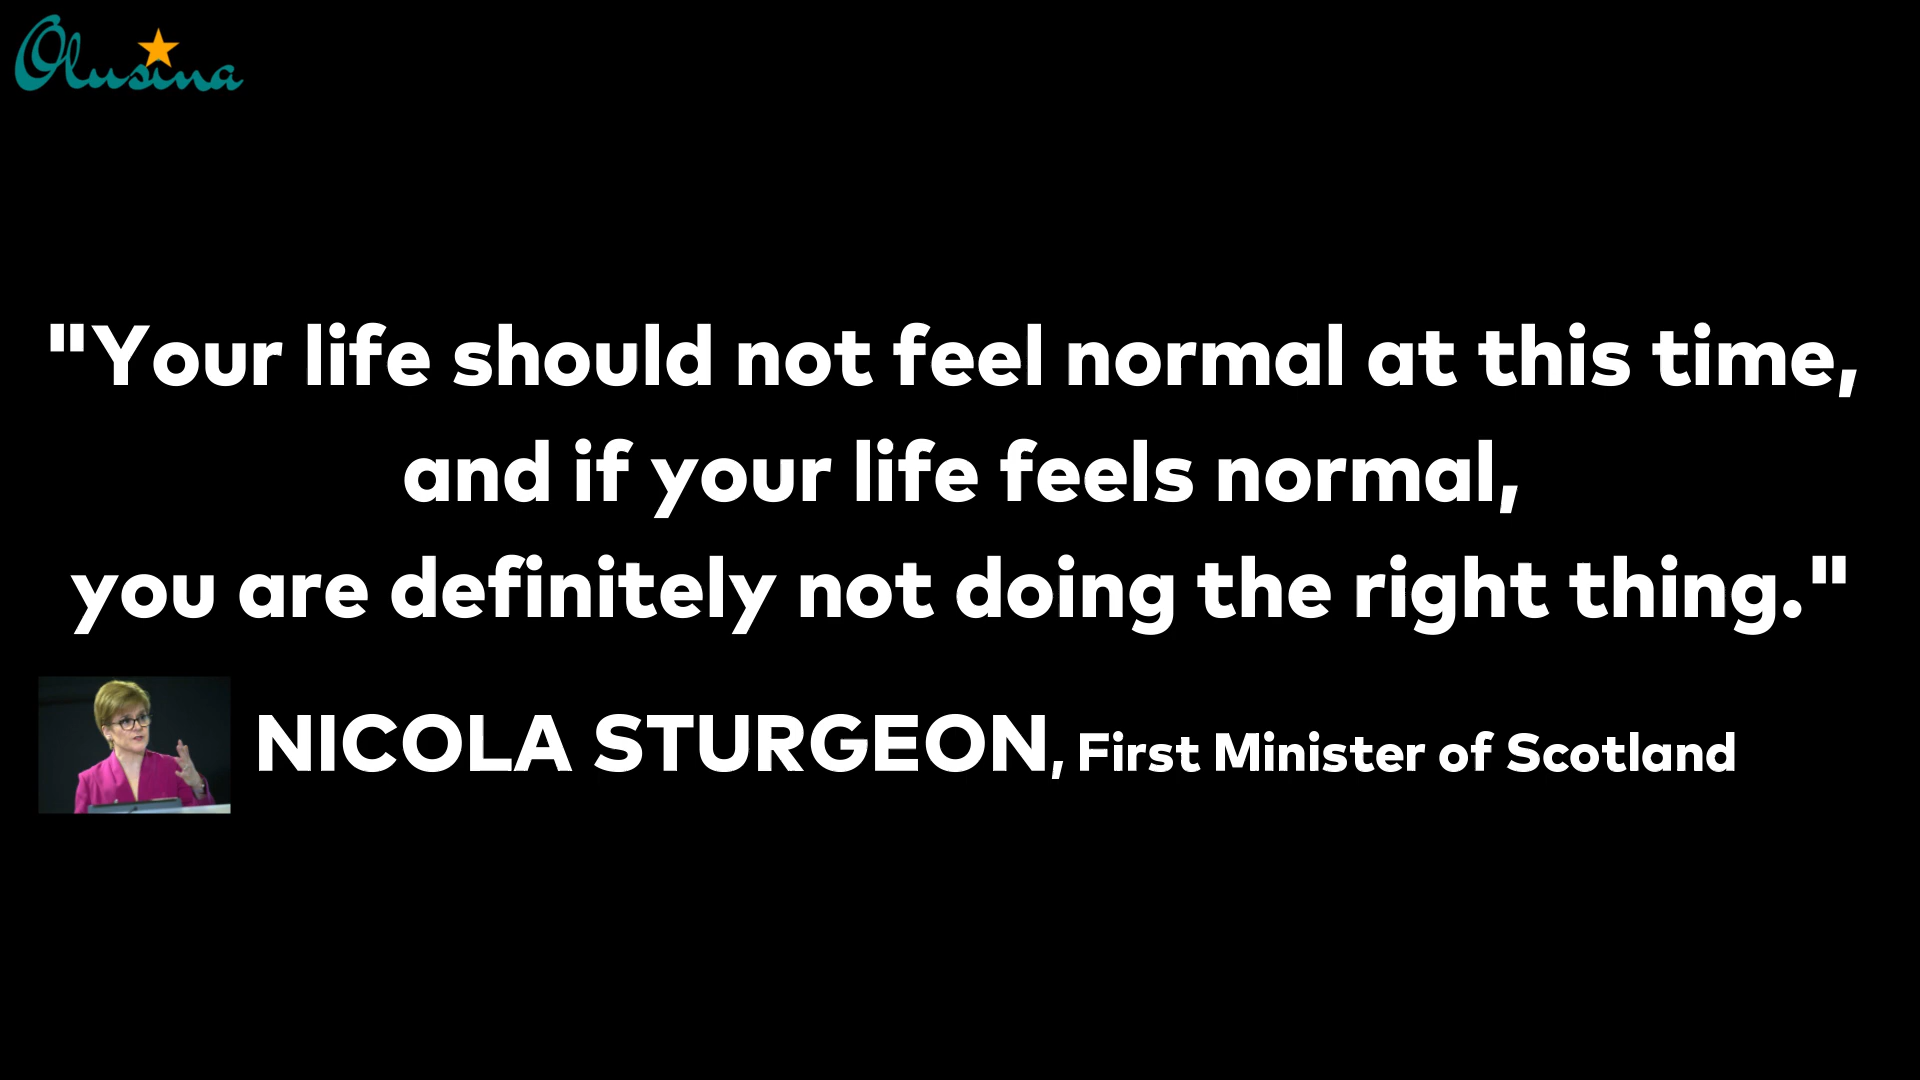 Olusina
"Your life should not feel normal at this time,
and if your life feels normal,
you are definitely not doing the right thing."
NICOLA STURGEON, First Minister of Scotland